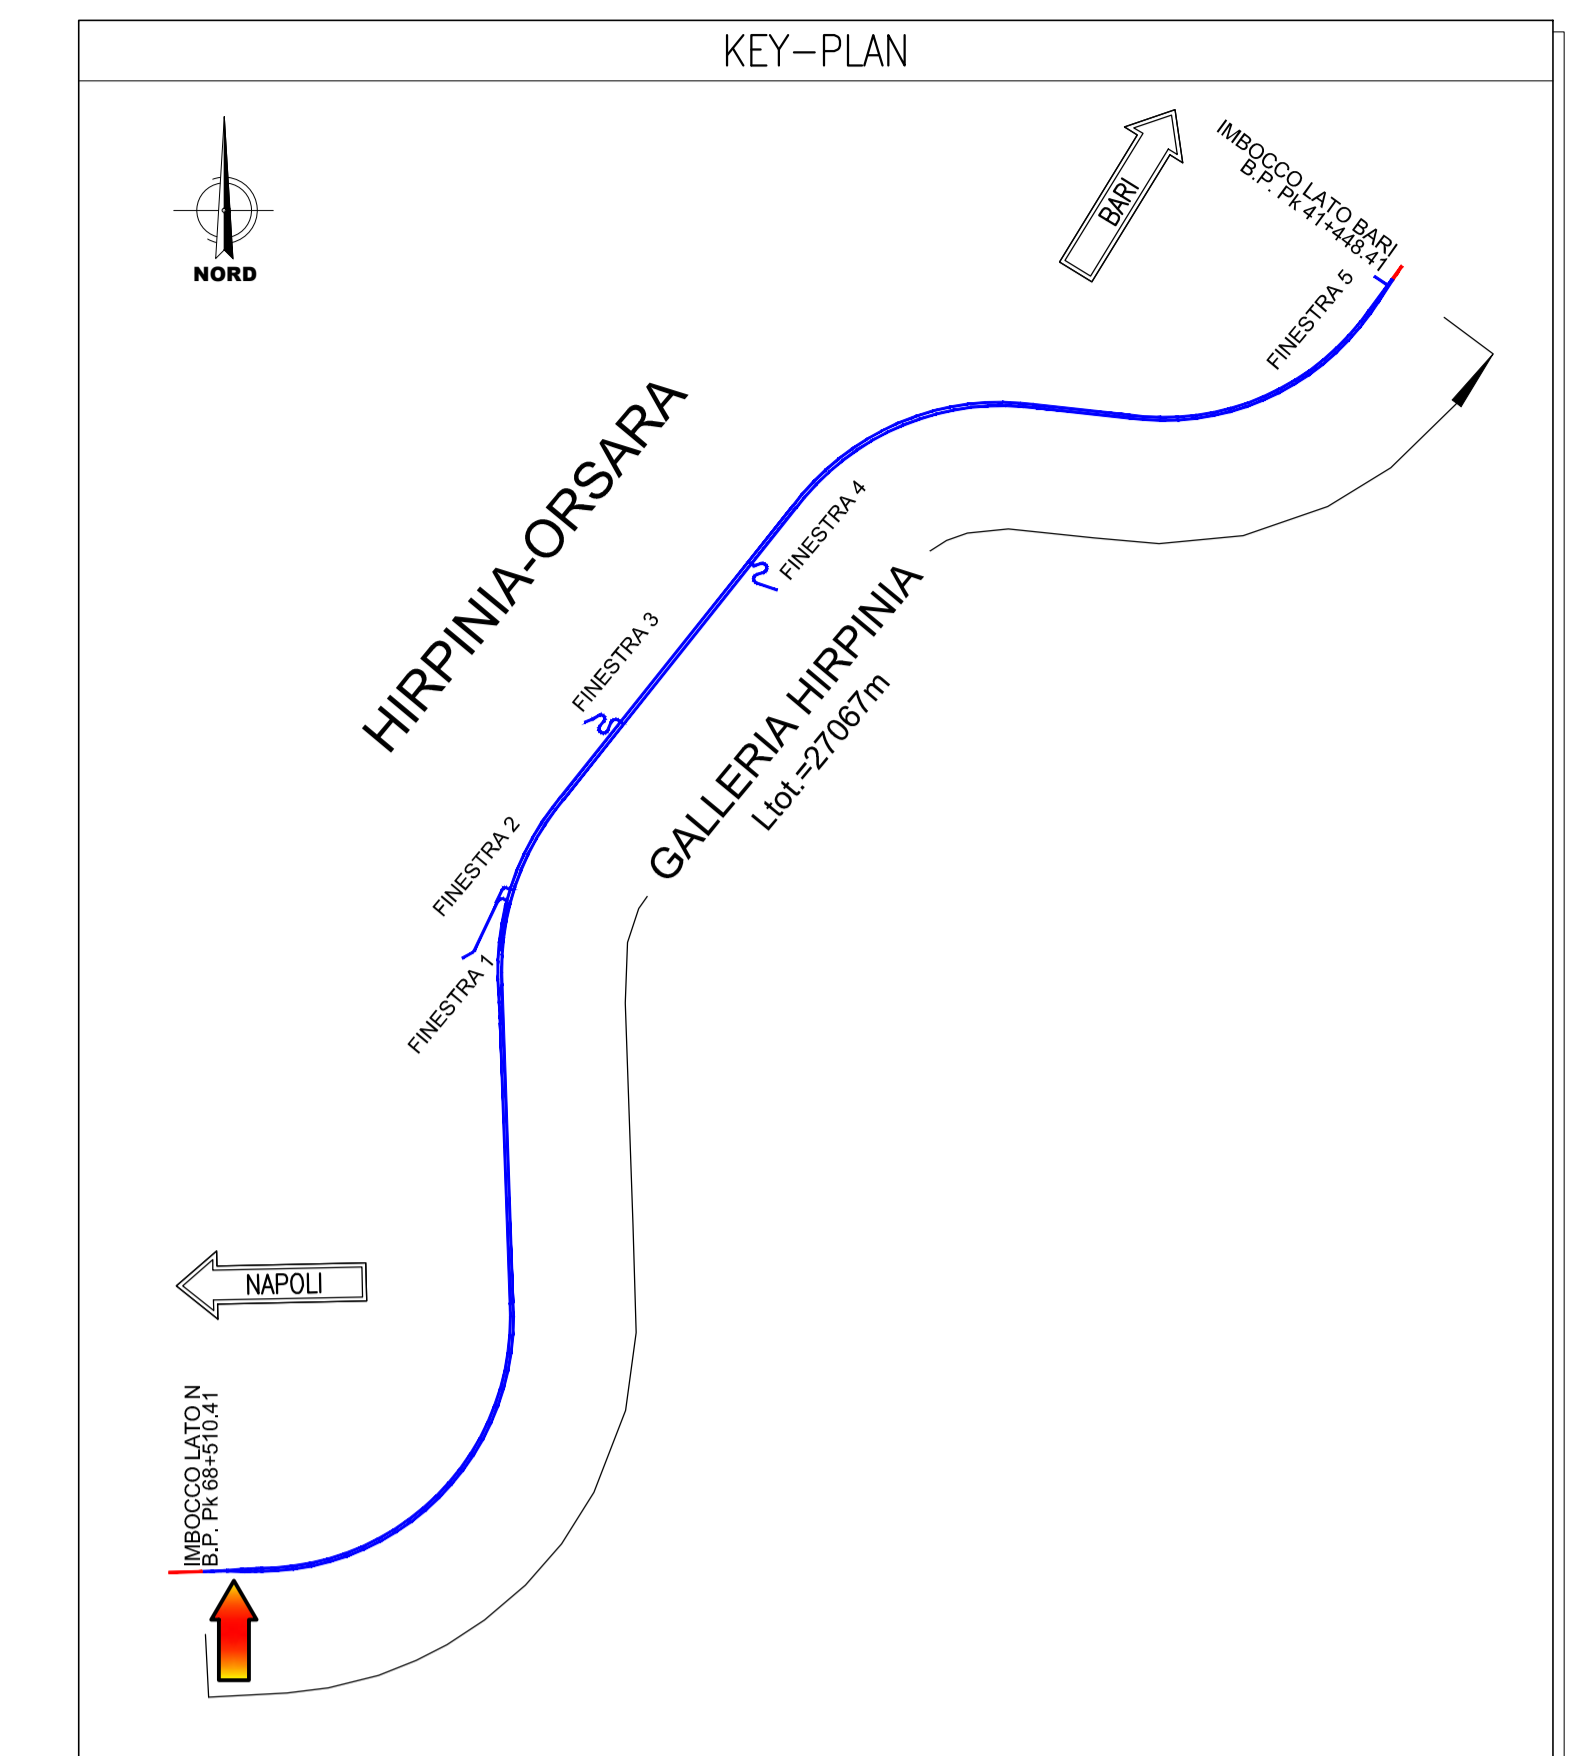 KEY-PLAN
NORD
BARI
IMBOCCO LATO BARI
B.P. Pk 41+448.41
FINESTRA 5
HIRPINIA-ORSARA
FINESTRA 4
GALLERIA HIRPINIA
Ltot.=27067m
FINESTRA 3
FINESTRA 2
FINESTRA 1
NAPOLI
IMBOCCO LATO N
B.P. Pk 68+510.41